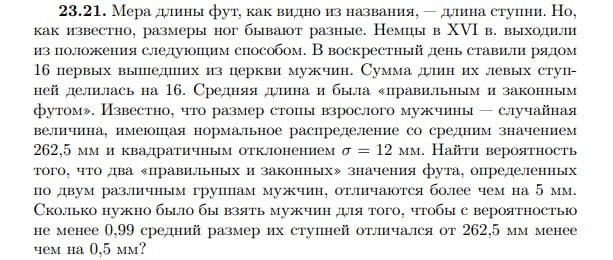 23.21. Мера длины фут, как видно из названия, — длина ступни. Но,
как известно, размеры ног бывают разные. Немцы в XVI в. выходили
из положения следующим способом. В воскрестный день ставили рядом
16 первых вышедших из церкви мужчин. Сумма длин их левых ступ-
ней делилась на 16. Средняя длина и была «правильным и законным
футом». Известно, что размер стопы взрослого мужчины — случайная
величина, имеющая нормальное распределение со средним значением
262,5 мм и квадратичным отклонением σ = 12 мм. Найти вероятность
того, что два «правильных и законных» значения фута, определенных
по двум различным группам мужчин, отличаются более чем на 5 мм.
Сколько нужно было бы взять мужчин для того, чтобы с вероятностью
не менее 0,99 средний размер их ступней отличался от 262,5 мм менее
чем на 0,5 мм?